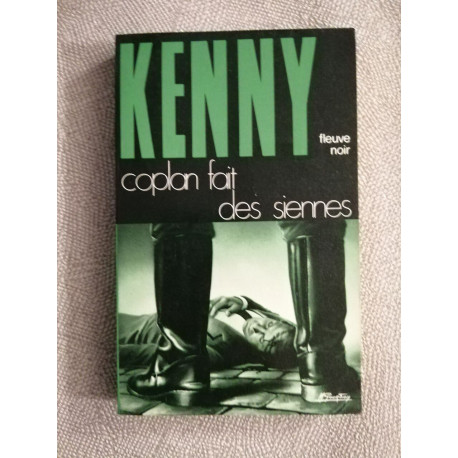 KENNY
fleuve
noir
coplan fait
des siennes